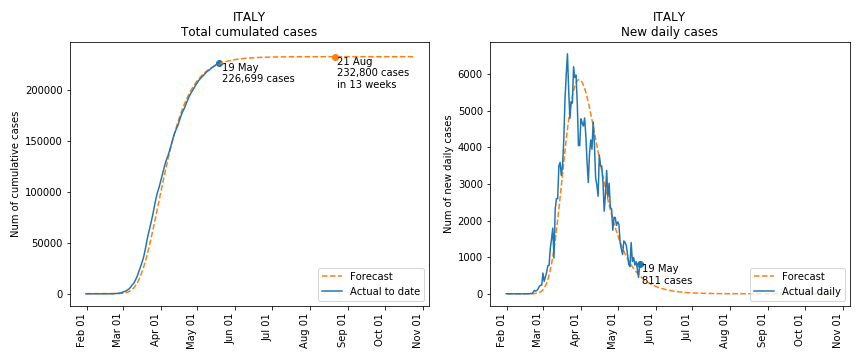 ITALY
Total cumulated cases
Num of cumulative cases
200000
150000
100000
50000
0
19 May
226,699 cases
21 Aug
232,800 cases
in 13 weeks
Forecast
Actual to date
Feb 01
Mar 01
Apr 01
May 01
Jun 01
Jul 01
Aug 01
Sep 01
Oct 01
Nov 01
ITALY
New daily cases
Num of new daily cases
6000
5000
4000
3000
2000
1000
0
19 May
811 cases
Forecast
Actual daily
Feb 01
Mar 01
Apr 01
May 01
Jun 01
Jul 01
Aug 01
Sep 01
Oct 01
Nov 01